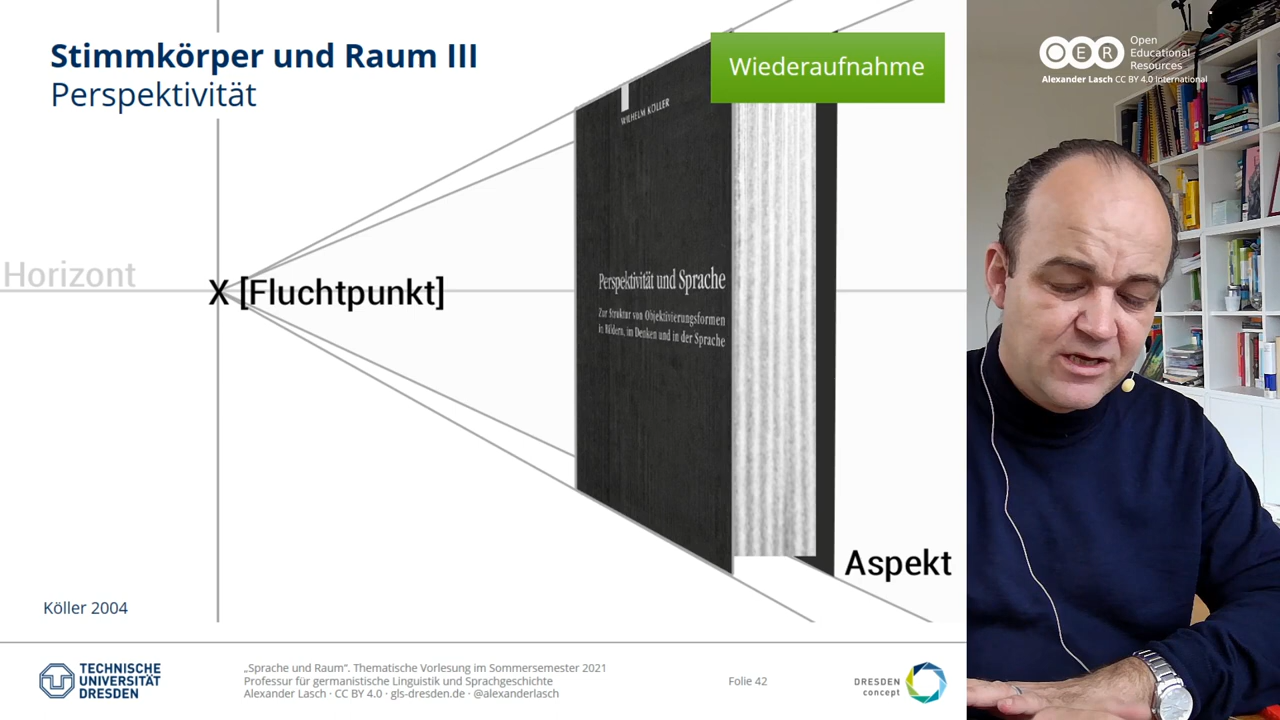 Stimmkörper und Raum III
Perspektivität
Wiederaufnahme
OER
Open
Educational
Resources
Alexander Lasch CC BY 4.0 International
WILHELM KÖLLER
Horizont
X [Fluchtpunkt]
Perspektivität und Sprache
Zur Struktur von Objektivierungsformen
in Bildern, im Denken und in der Sprache
Aspekt
Köller 2004
TECHNISCHE
UNIVERSITÄT
DRESDEN
„Sprache und Raum“. Thematische Vorlesung im Sommersemester 2021
Professur für germanistische Linguistik und Sprachgeschichte
Alexander Lasch · CC BY 4.0 · gls-dresden.de · @alexanderlasch
Folie 42
DRESDEN
concept